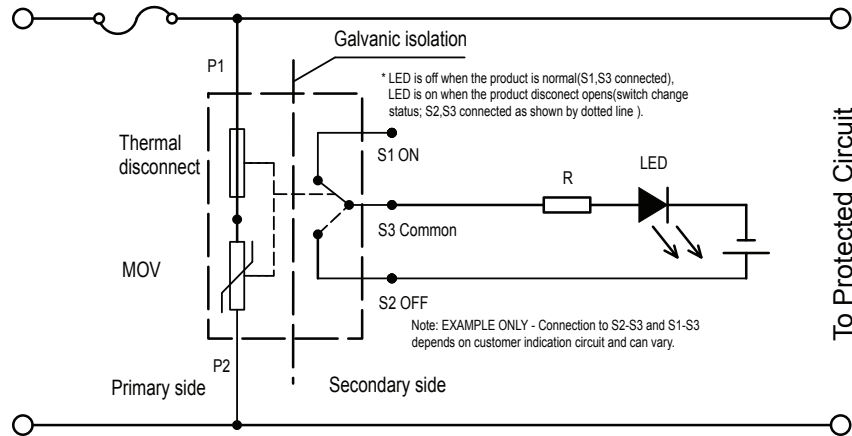 Galvanic isolation
P1
* LED is off when the product is normal(S1,S3 connected),
LED is on when the product disconect opens(switch change
status; S2,S3 connected as shown by dotted line ).
Thermal
disconnect
S1 ON
R
LED
S3 Common
MOV
S2 OFF
Note: EXAMPLE ONLY - Connection to S2-S3 and S1-S3
depends on customer indication circuit and can vary.
P2
Primary side
Secondary side
To Protected Circuit